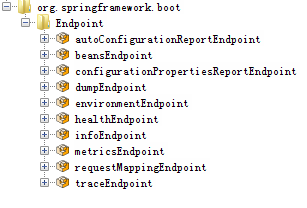 org.springframework.boot
Endpoint
autoConfigurationReportEndpoint
beansEndpoint
configurationPropertiesReportEndpoint
dumpEndpoint
environmentEndpoint
healthEndpoint
infoEndpoint
metricsEndpoint
requestMappingEndpoint
traceEndpoint